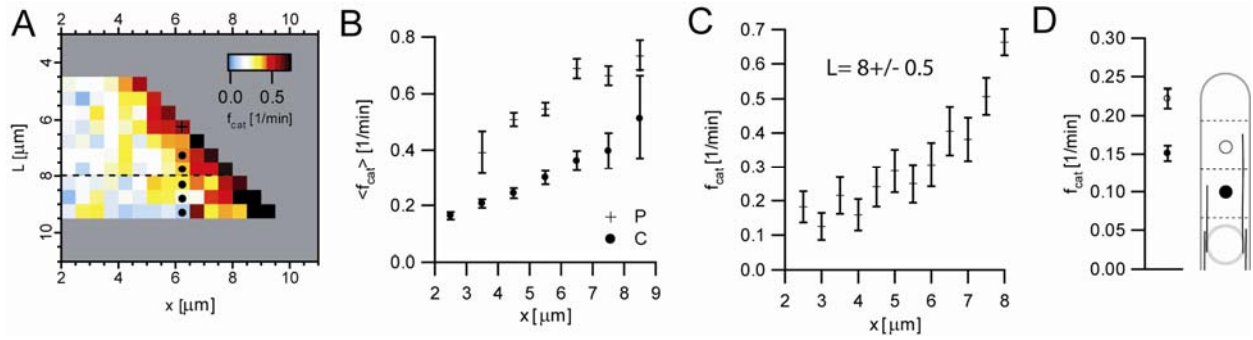 A
2 4 6 8 10
0.0 0.5
f_cat [1/min]
4
6
8
10
L [µm]
2 4 6 8 10
x [µm]
B
0.8
0.6
0.4
0.2
0.0
<f_cat> [1/min]
+ P
● C
2 3 4 5 6 7 8 9
x [µm]
C
0.7
0.6
0.5
0.4
0.3
0.2
0.1
0.0
f_cat [1/min]
L= 8+/- 0.5
2 3 4 5 6 7 8
x [µm]
D
0.30
0.25
0.20
0.15
0.10
0.05
0.00
f_cat [1/min]